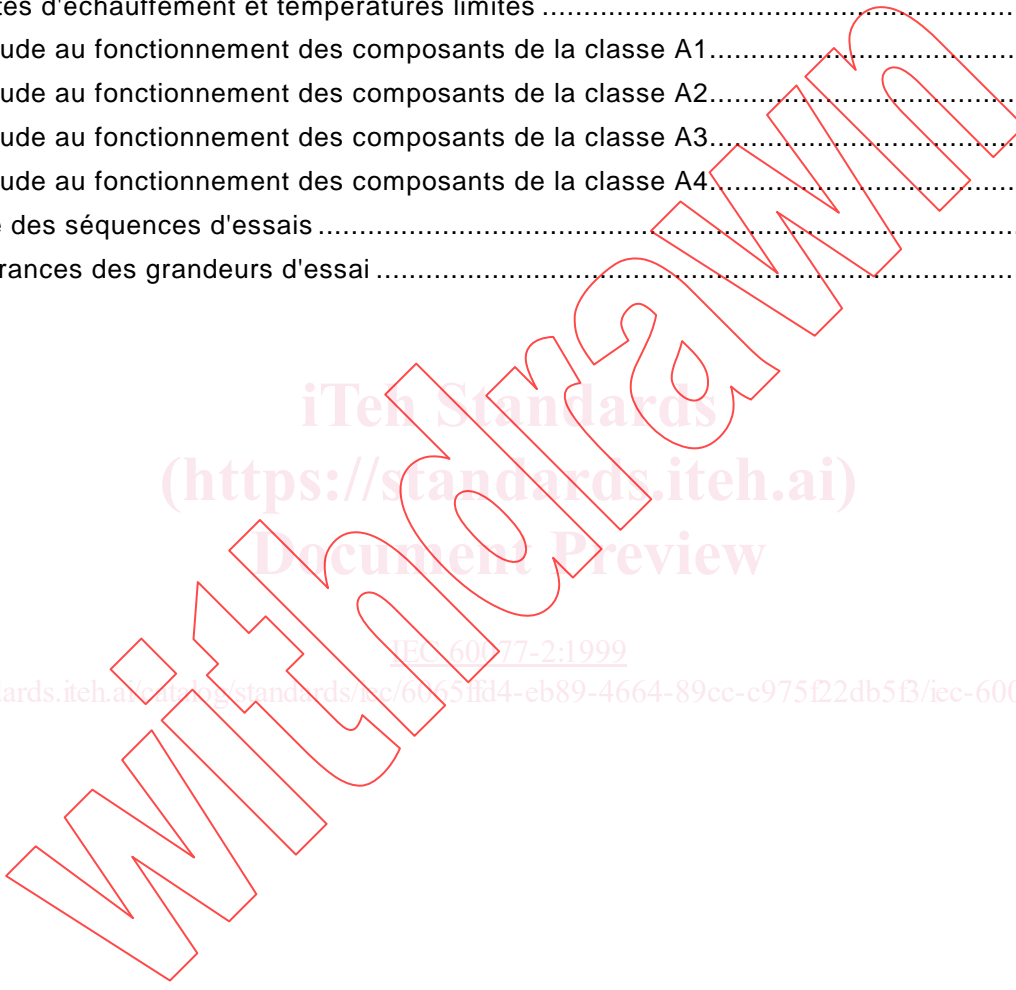 tes d'échauffement et températures limites
ude au fonctionnement des composants de la classe A1
ude au fonctionnement des composants de la classe A2
ude au fonctionnement des composants de la classe A3
ude au fonctionnement des composants de la classe A4
e des séquences d'essais
rances des grandeurs d'essai
iTeh Standards
(https://standards.iteh.ai)
Document Preview
IEC 60077-2:1999
dards.iteh.ai/catalog/standards/iec/6065ffd4-eb89-4664-89cc-c975f22db5f3/iec-600
withdrawn